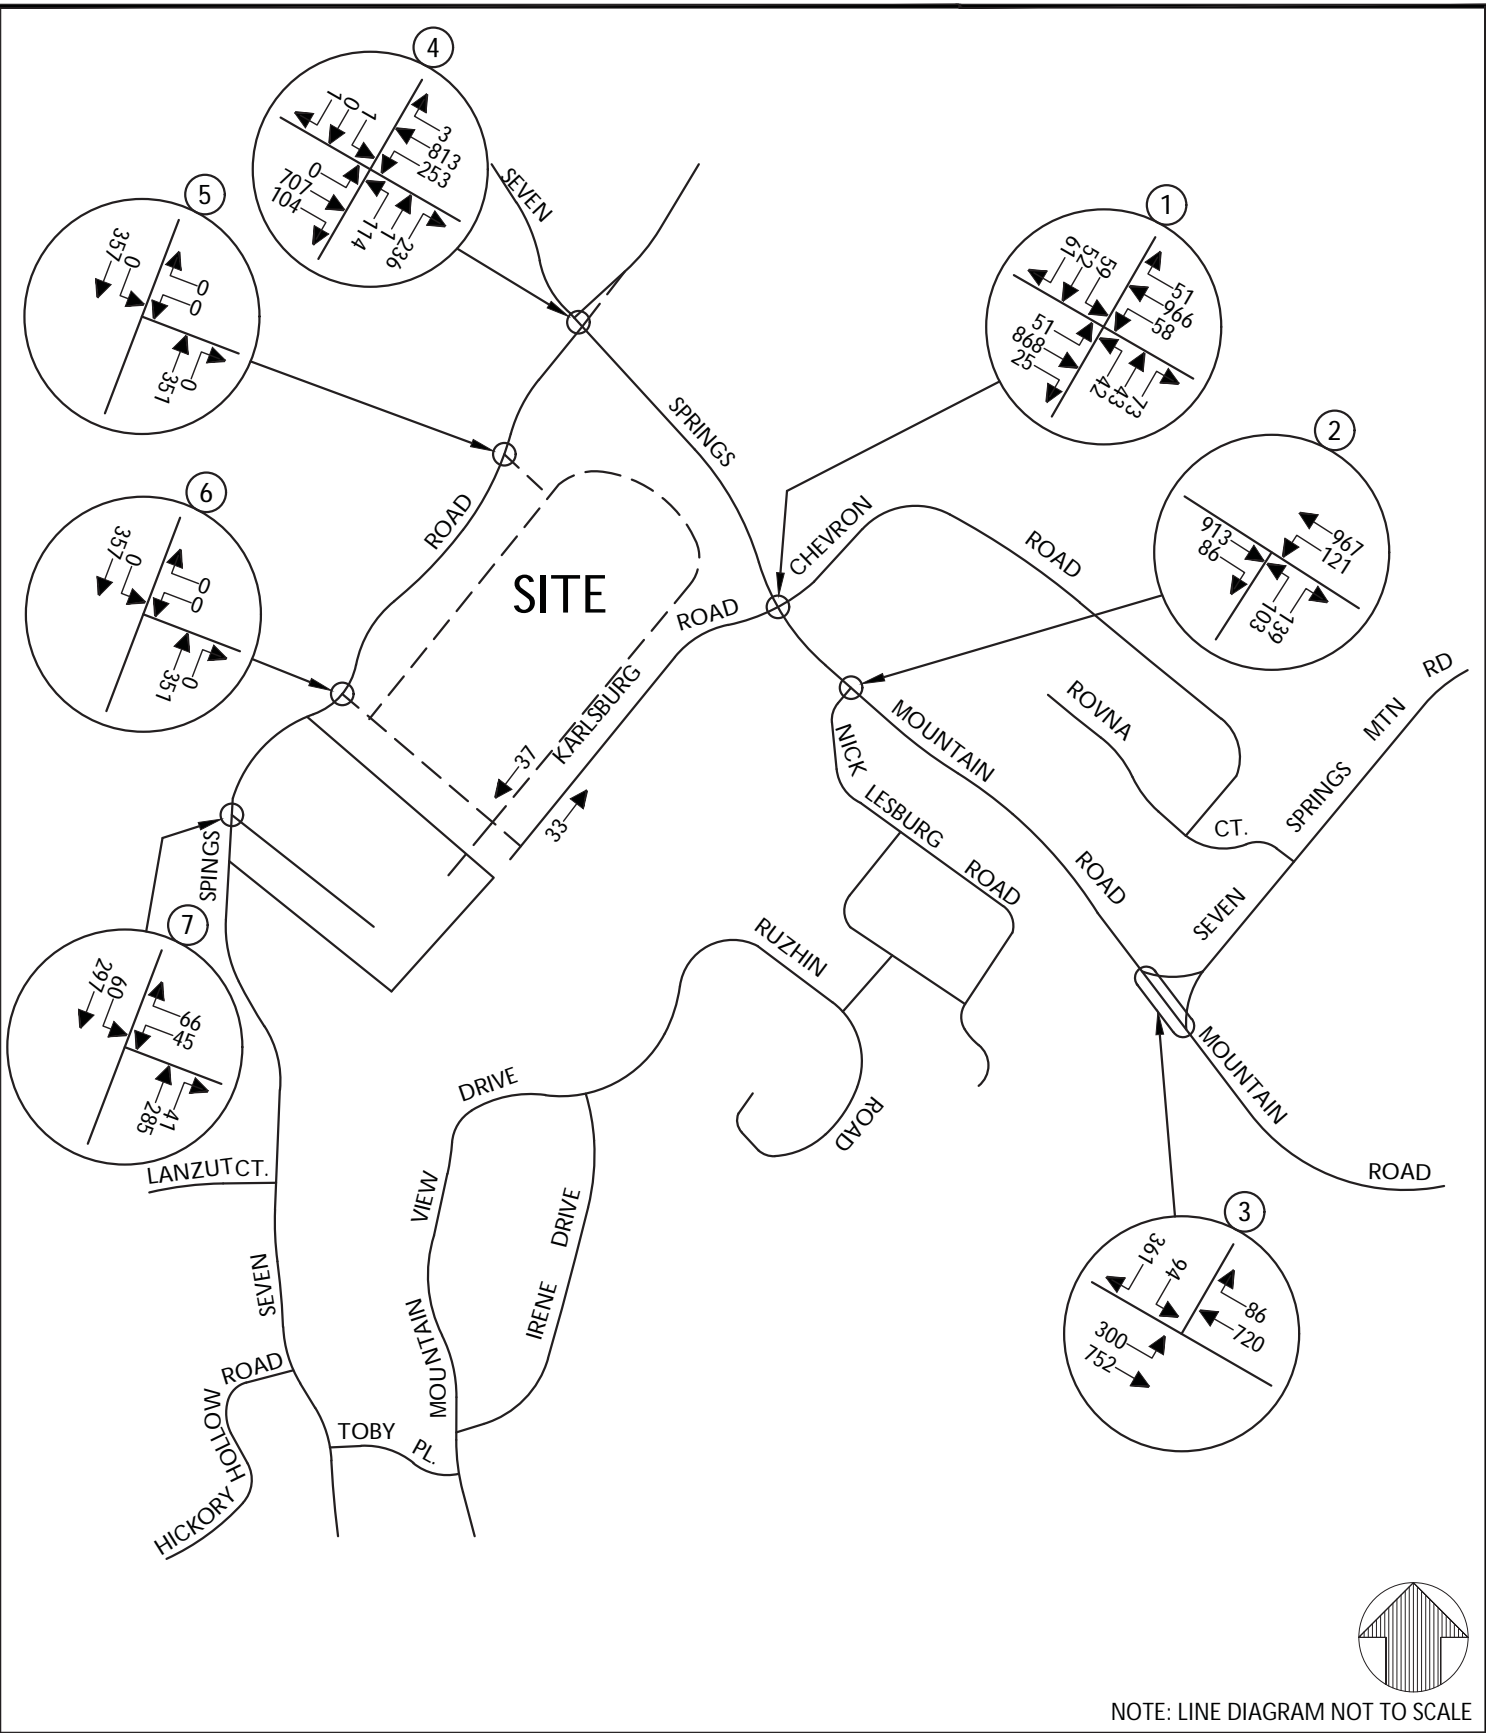 4
1
0
1
3
813
253
0
707
104
114
1
236
SEVEN
5
357
0
0
0
351
0
1
61
52
59
51
966
58
51
868
25
42
43
73
SPRINGS
2
913
86
967
121
103
139
6
357
0
0
0
351
0
ROAD
SITE
CHEVRON
ROAD
ROAD
KARLSBURG
37
33
ROVNA
CT.
SEVEN
SPRINGS
MTN
RD
NICK
LESBURG
ROAD
MOUNTAIN
ROAD
SPINGS
7
297
60
66
45
285
41
RUZHIN
ROAD
MOUNTAIN
ROAD
DRIVE
LANZUT CT.
VIEW
MOUNTAIN
IRENE
DRIVE
SEVEN
3
361
94
86
720
300
752
ROAD
HOLLOW
HICKORY
TOBY
PL.
NOTE: LINE DIAGRAM NOT TO SCALE